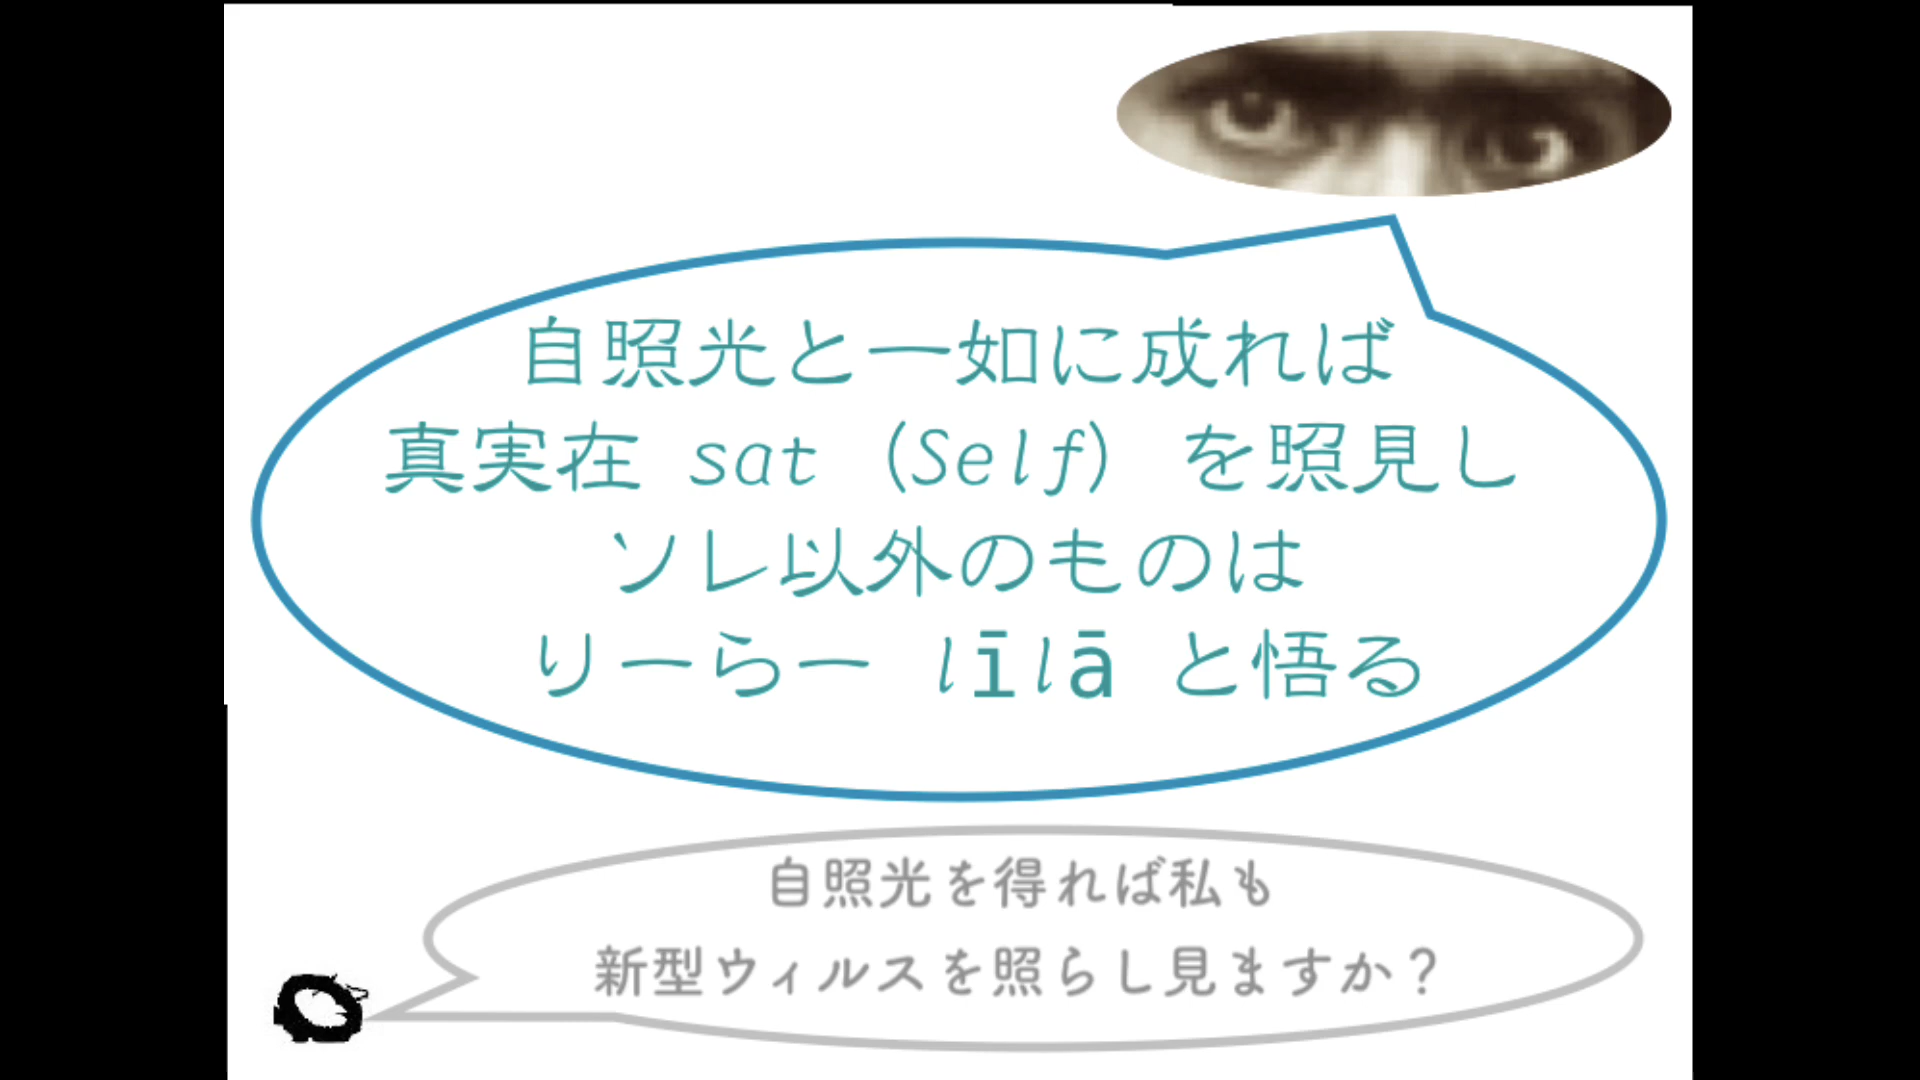 自照光と一如に成れば
真実在 sat (Self) を照見し
ソレ以外のものは
りーらー līlā と悟る
自照光を得れば私も
新型ウィルスを照らし見ますか？